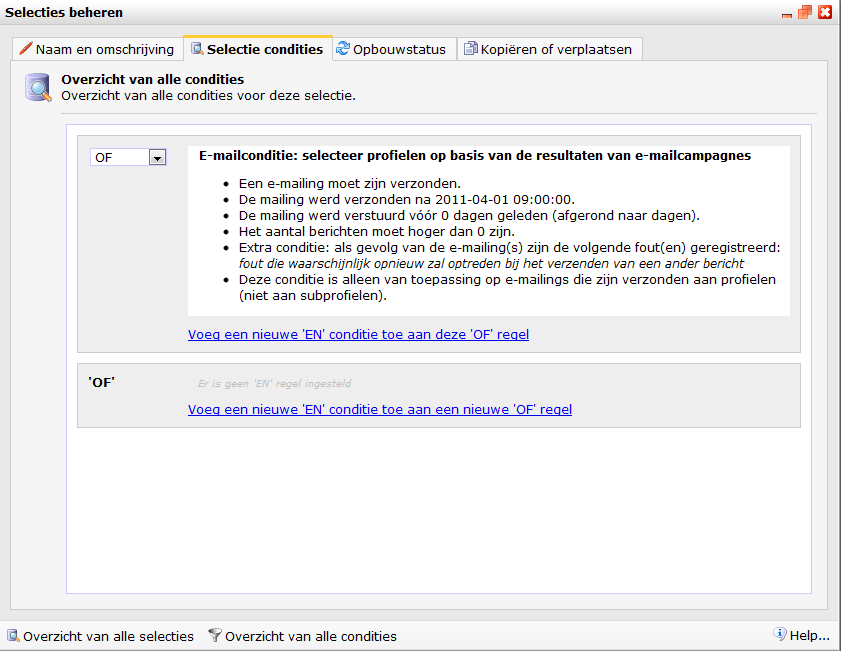 Selecties beheren
Naam en omschrijving
Selectie condities
Opbouwstatus
Kopiëren of verplaatsen
Overzicht van alle condities
Overzicht van alle condities voor deze selectie.
OF
E-mailconditie: selecteer profielen op basis van de resultaten van e-mailcampagnes
• Een e-mailing moet zijn verzonden.
• De mailing werd verzonden na 2011-04-01 09:00:00.
• De mailing werd verstuurd vóór 0 dagen geleden (afgerond naar dagen).
• Het aantal berichten moet hoger dan 0 zijn.
• Extra conditie: als gevolg van de e-mailing(s) zijn de volgende fout(en) geregistreerd:
fout die waarschijnlijk opnieuw zal optreden bij het verzenden van een ander bericht
• Deze conditie is alleen van toepassing op e-mailings die zijn verzonden aan profielen
(niet aan subprofielen).
Voeg een nieuwe 'EN' conditie toe aan deze 'OF' regel
'OF'
Er is geen 'EN' regel ingesteld
Voeg een nieuwe 'EN' conditie toe aan een nieuwe 'OF' regel
Overzicht van alle selecties
Overzicht van alle condities
Help...